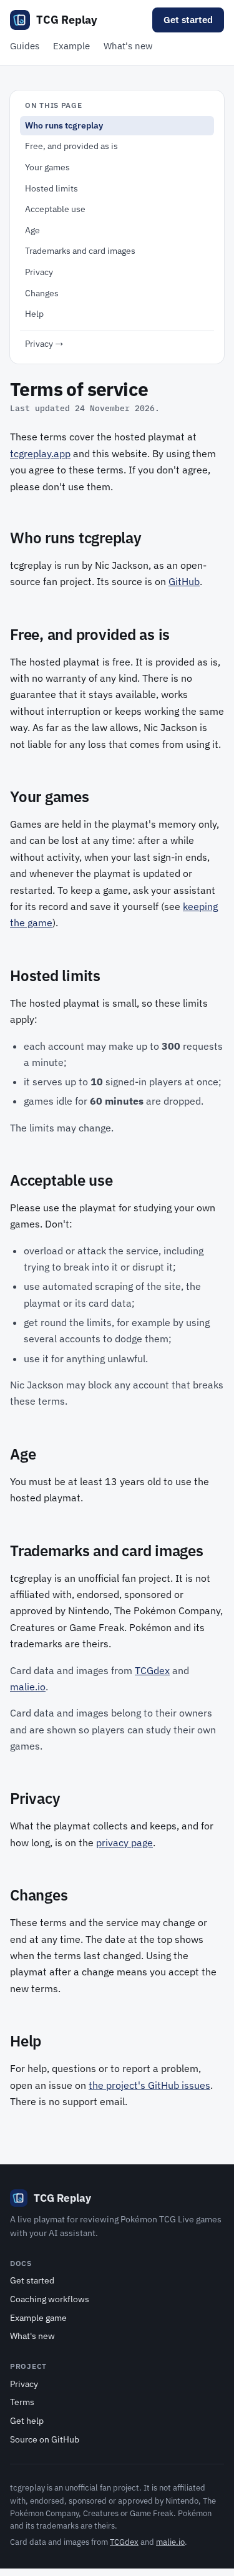 TCG Replay
Get started
Guides Example What's new
ON THIS PAGE
Who runs tcgreplay
Free, and provided as is
Your games
Hosted limits
Acceptable use
Age
Trademarks and card images
Privacy
Changes
Help
Privacy →
Terms of service
Last updated 24 November 2026.
These terms cover the hosted playmat at
tcgreplay.app and this website. By using them
you agree to these terms. If you don't agree,
please don't use them.
Who runs tcgreplay
tcgreplay is run by Nic Jackson, as an open-
source fan project. Its source is on GitHub.
Free, and provided as is
The hosted playmat is free. It is provided as is,
with no warranty of any kind. There is no
guarantee that it stays available, works
without interruption or keeps working the same
way. As far as the law allows, Nic Jackson is
not liable for any loss that comes from using it.
Your games
Games are held in the playmat's memory only,
and can be lost at any time: after a while
without activity, when your last sign-in ends,
and whenever the playmat is updated or
restarted. To keep a game, ask your assistant
for its record and save it yourself (see keeping
the game).
Hosted limits
The hosted playmat is small, so these limits
apply:
• each account may make up to 300 requests
a minute;
• it serves up to 10 signed-in players at once;
• games idle for 60 minutes are dropped.
The limits may change.
Acceptable use
Please use the playmat for studying your own
games. Don't:
• overload or attack the service, including
trying to break into it or disrupt it;
• use automated scraping of the site, the
playmat or its card data;
• get round the limits, for example by using
several accounts to dodge them;
• use it for anything unlawful.
Nic Jackson may block any account that breaks
these terms.
Age
You must be at least 13 years old to use the
hosted playmat.
Trademarks and card images
tcgreplay is an unofficial fan project. It is not
affiliated with, endorsed, sponsored or
approved by Nintendo, The Pokémon Company,
Creatures or Game Freak. Pokémon and its
trademarks are theirs.
Card data and images from TCGdex and
malie.io.
Card data and images belong to their owners
and are shown so players can study their own
games.
Privacy
What the playmat collects and keeps, and for
how long, is on the privacy page.
Changes
These terms and the service may change or
end at any time. The date at the top shows
when the terms last changed. Using the
playmat after a change means you accept the
new terms.
Help
For help, questions or to report a problem,
open an issue on the project's GitHub issues.
There is no support email.
TCG Replay
A live playmat for reviewing Pokémon TCG Live games
with your AI assistant.
DOCS
Get started
Coaching workflows
Example game
What's new
PROJECT
Privacy
Terms
Get help
Source on GitHub
tcgreplay is an unofficial fan project. It is not affiliated
with, endorsed, sponsored or approved by Nintendo, The
Pokémon Company, Creatures or Game Freak. Pokémon
and its trademarks are theirs.
Card data and images from TCGdex and malie.io.